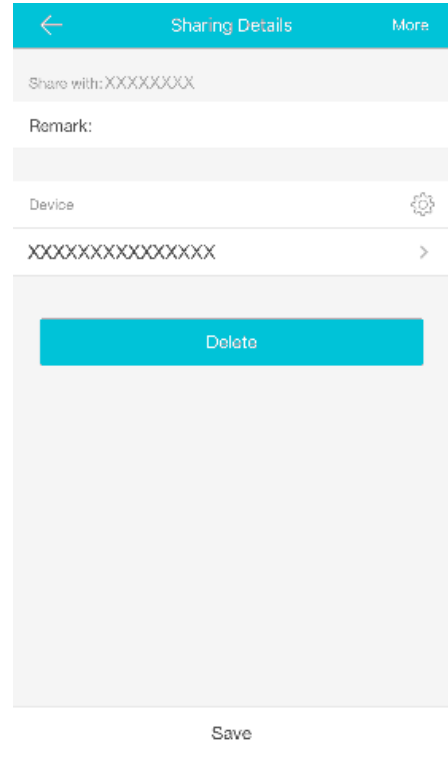 Sharing Details More
Share with:XXXXXXXX
Remark:
Device
XXXXXXXXXXXXXXX
Delete
Save